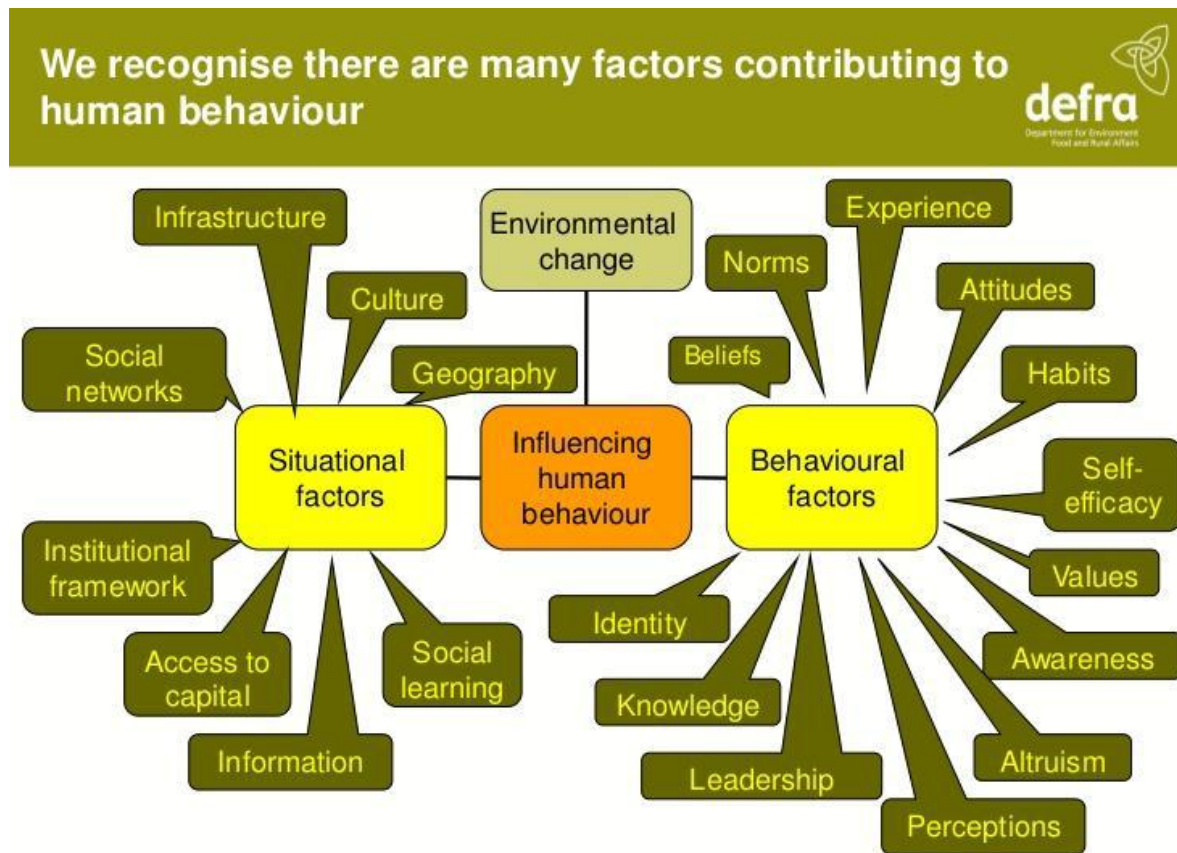 We recognise there are many factors contributing to
human behaviour
defra
Department for Environment
Food and Rural Affairs
Infrastructure
Culture
Social
networks
Geography
Environmental
change
Norms
Experience
Attitudes
Beliefs
Habits
Situational
factors
Influencing
human
behaviour
Behavioural
factors
Self-
efficacy
Values
Awareness
Institutional
framework
Access to
capital
Information
Social
learning
Identity
Knowledge
Leadership
Perceptions
Altruism